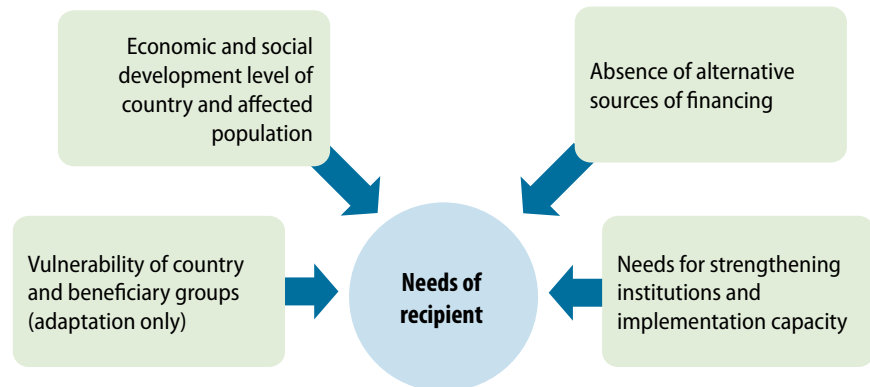 Economic and social
development level of
country and affected
population
Absence of alternative
sources of financing
Vulnerability of country
and beneficiary groups
(adaptation only)
Needs of
recipient
Needs for strengthening
institutions and
implementation capacity